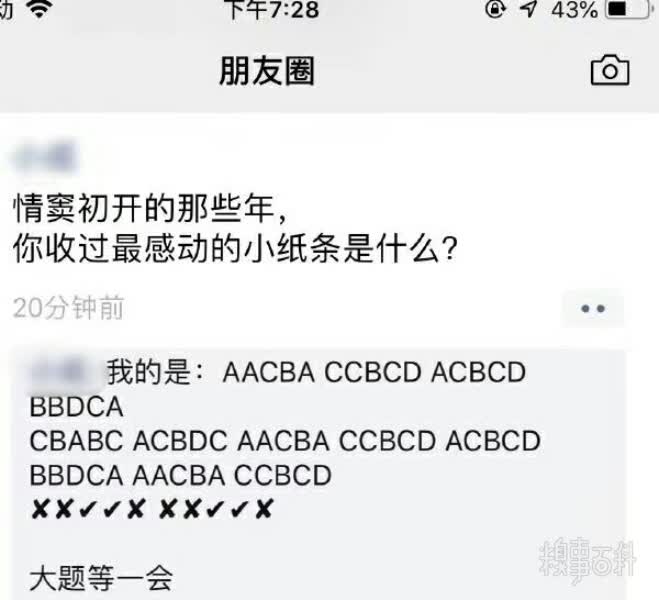 动 下午7:28 43%
朋友圈
情窦初开的那些年,
你收过最感动的小纸条是什么?
20分钟前
我的是: AACBA CCBCD ACBCD
BBDCA
CBABC ACBDC AACBA CCBCD ACBCD
BBDCA AACBA CCBCD
✘✘✔✔✘ ✘✘✔✔✘
大题等一会
糗事百科